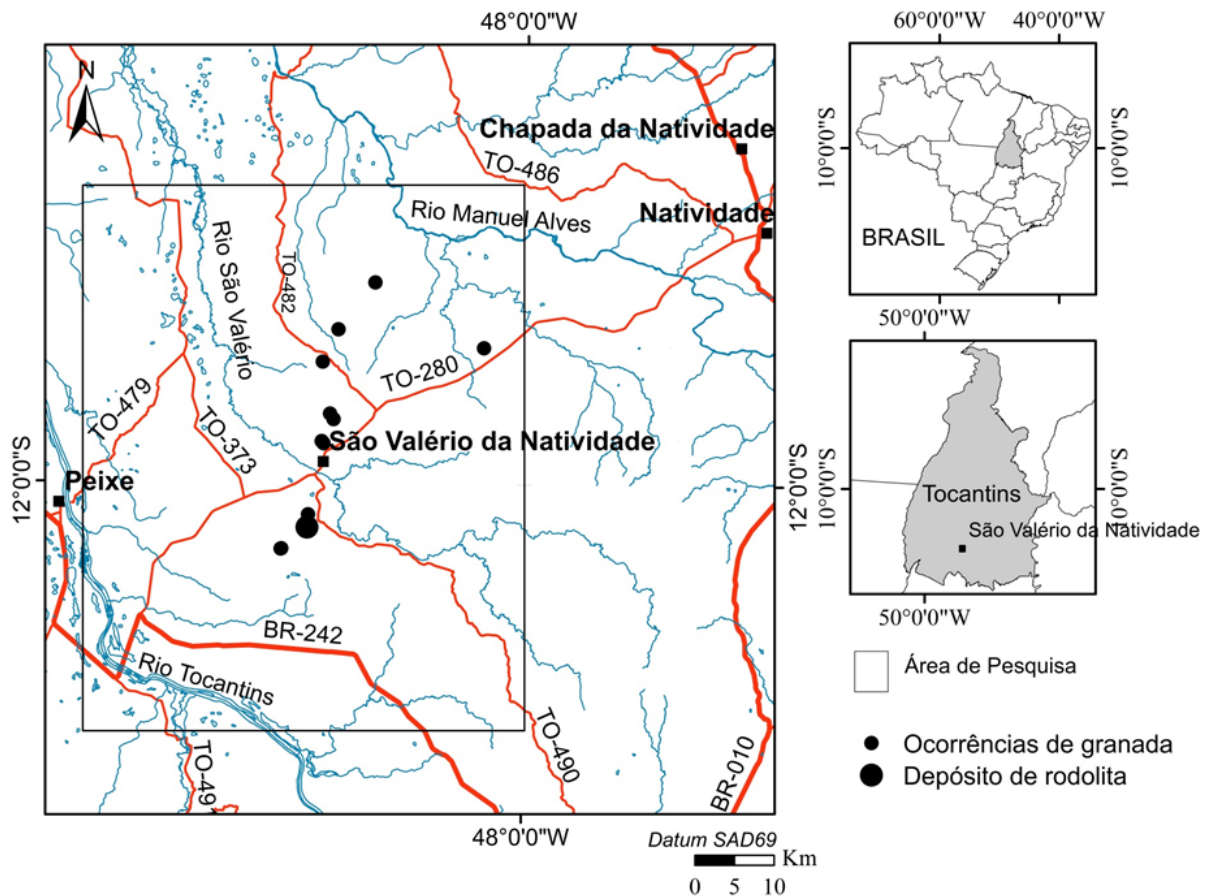 48°0'0"W
60°0'0"W
40°0'0"W
N
Chapada da Natividade
TO-486
Natividade
Rio Manuel Alves
Rio São Valério
TO-482
TO-280
TO-479
TO-373
São Valério da Natividade
Peixe
12°0'0"S
12°0'0"S
BR-242
Rio Tocantins
TO-491
TO-490
BR-010
48°0'0"W
Datum SAD69
Km
0 5 10
10°0'0"S
10°0'0"S
BRASIL
50°0'0"W
10°0'0"S
10°0'0"S
Tocantins
São Valério da Natividade
50°0'0"W
Área de Pesquisa
Ocorrências de granada
Depósito de rodolita